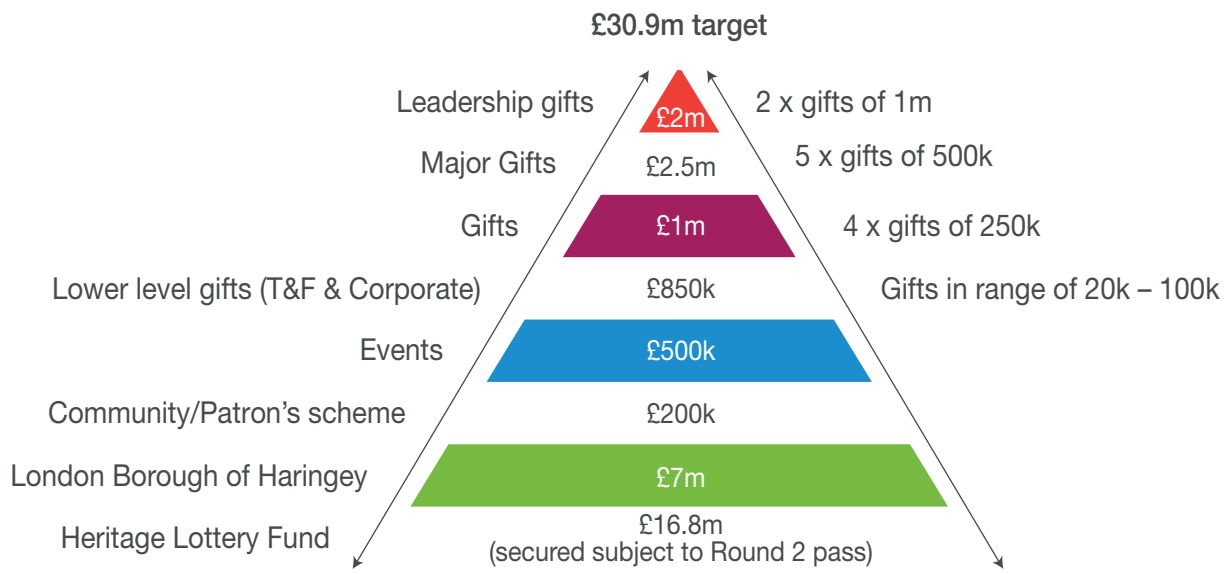 £30.9m target
Leadership gifts £2m 2 x gifts of 1m
Major Gifts £2.5m 5 x gifts of 500k
Gifts £1m 4 x gifts of 250k
Lower level gifts (T&F & Corporate) £850k Gifts in range of 20k – 100k
Events £500k
Community/Patron’s scheme £200k
London Borough of Haringey £7m
Heritage Lottery Fund £16.8m
(secured subject to Round 2 pass)